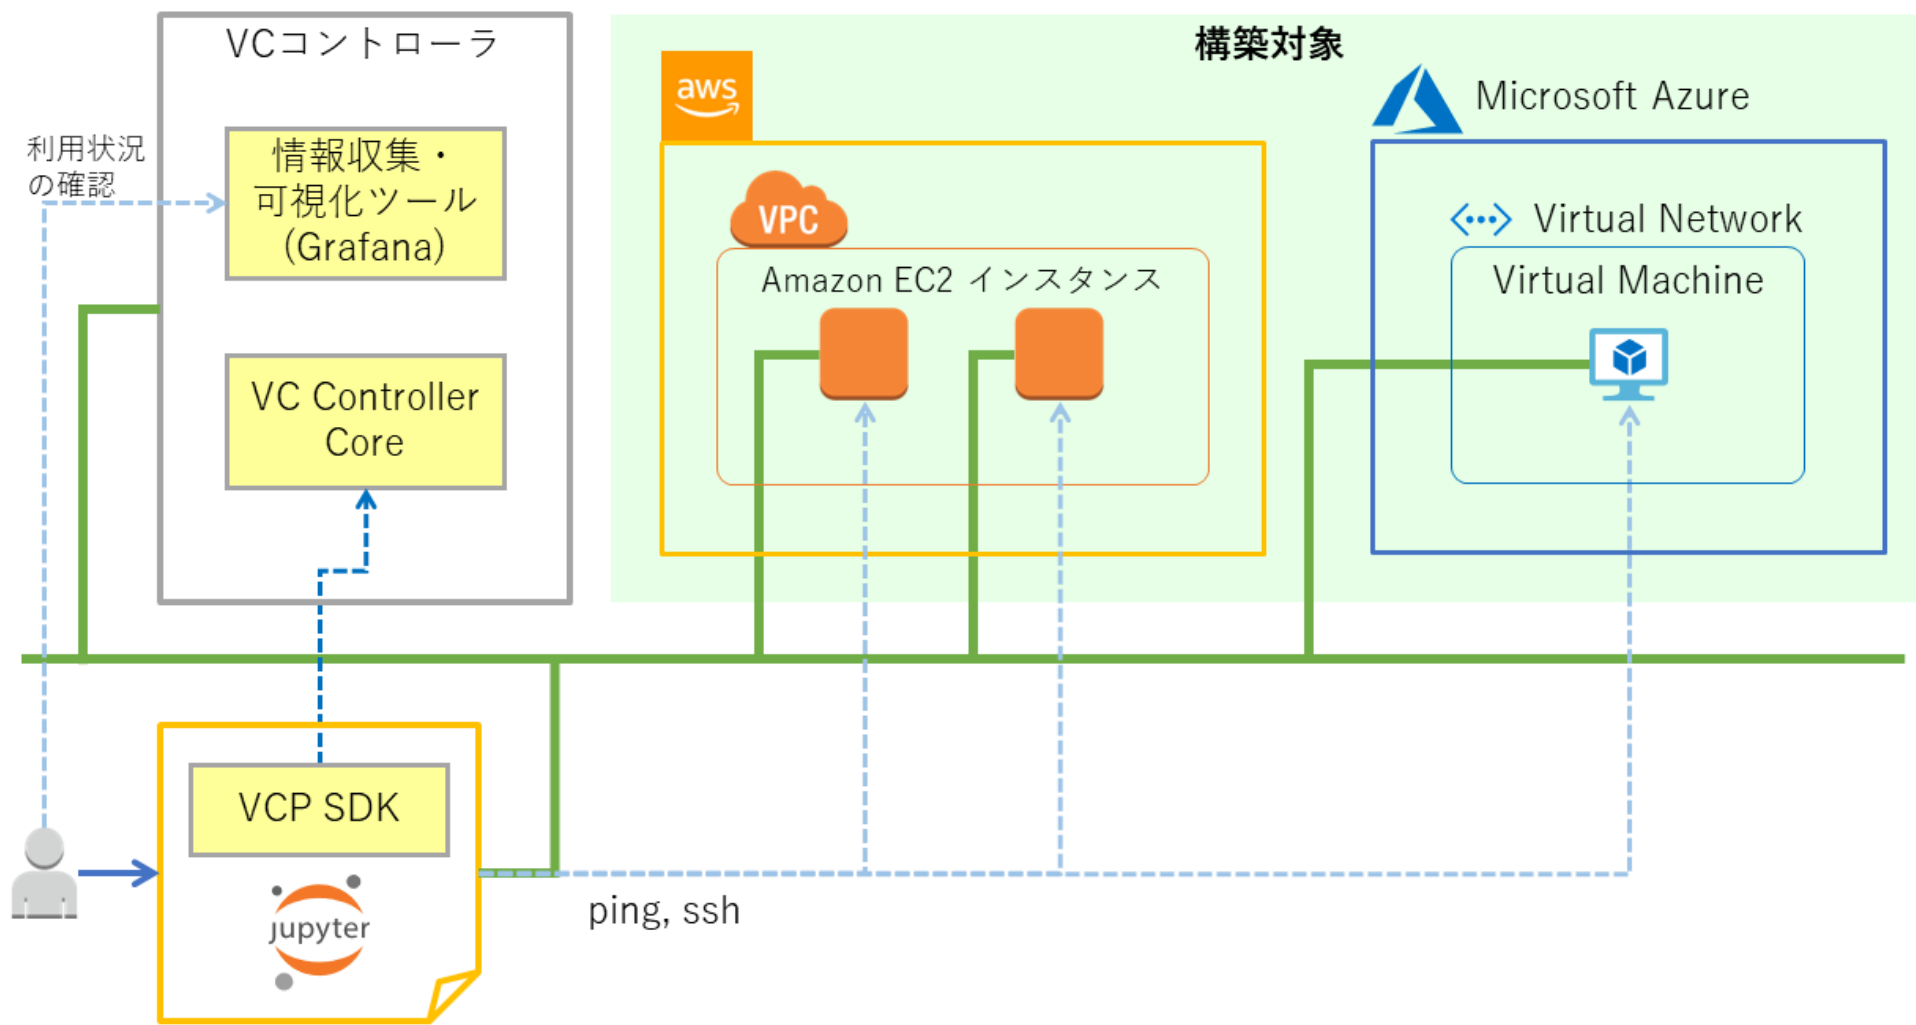 VCコントローラ
利用状況
の確認
情報収集・
可視化ツール
(Grafana)
VC Controller
Core
構築対象
aws
VPC
Amazon EC2 インスタンス
Microsoft Azure
Virtual Network
Virtual Machine
VCP SDK
jupyter
ping, ssh